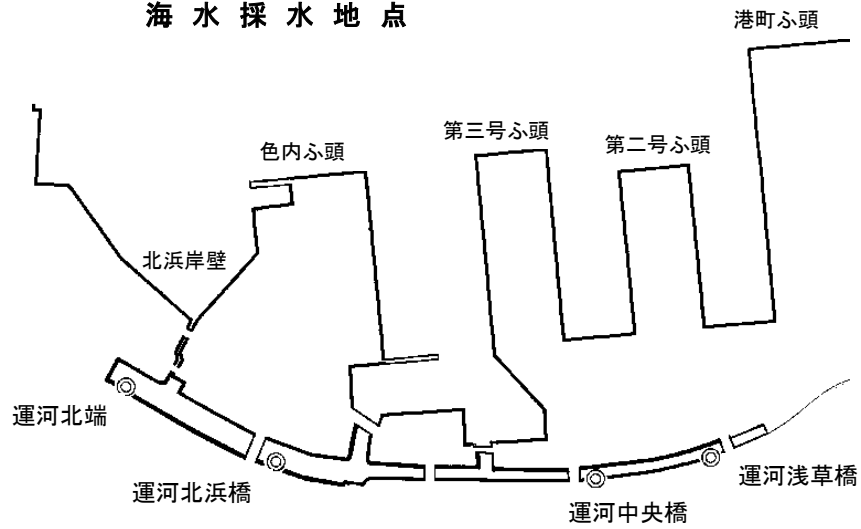 海水採水地点
港町ふ頭
第三号ふ頭
第二号ふ頭
色内ふ頭
北浜岸壁
運河北端
運河北浜橋
運河中央橋
運河浅草橋